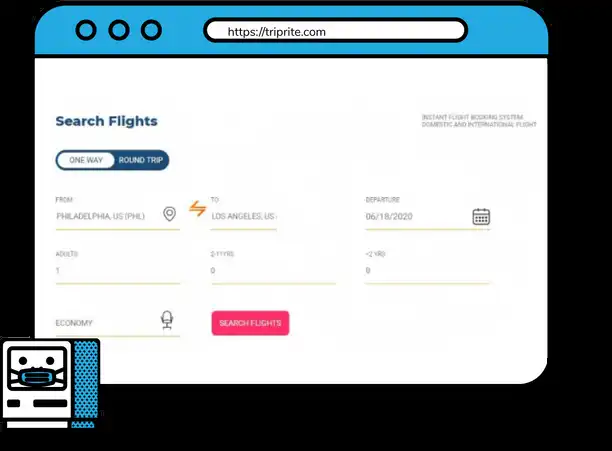 https://triprite.com
Search Flights
INSTANT FLIGHT BOOKING SYSTEM
DOMESTIC AND INTERNATIONAL FLIGHT
ONE WAY ROUND TRIP
FROM TO DEPARTURE
PHILADELPHIA, US (PHL) LOS ANGELES, US 06/18/2020
ADULTS 2-11YRS <2 YRS
1 0 0
ECONOMY SEARCH FLIGHTS